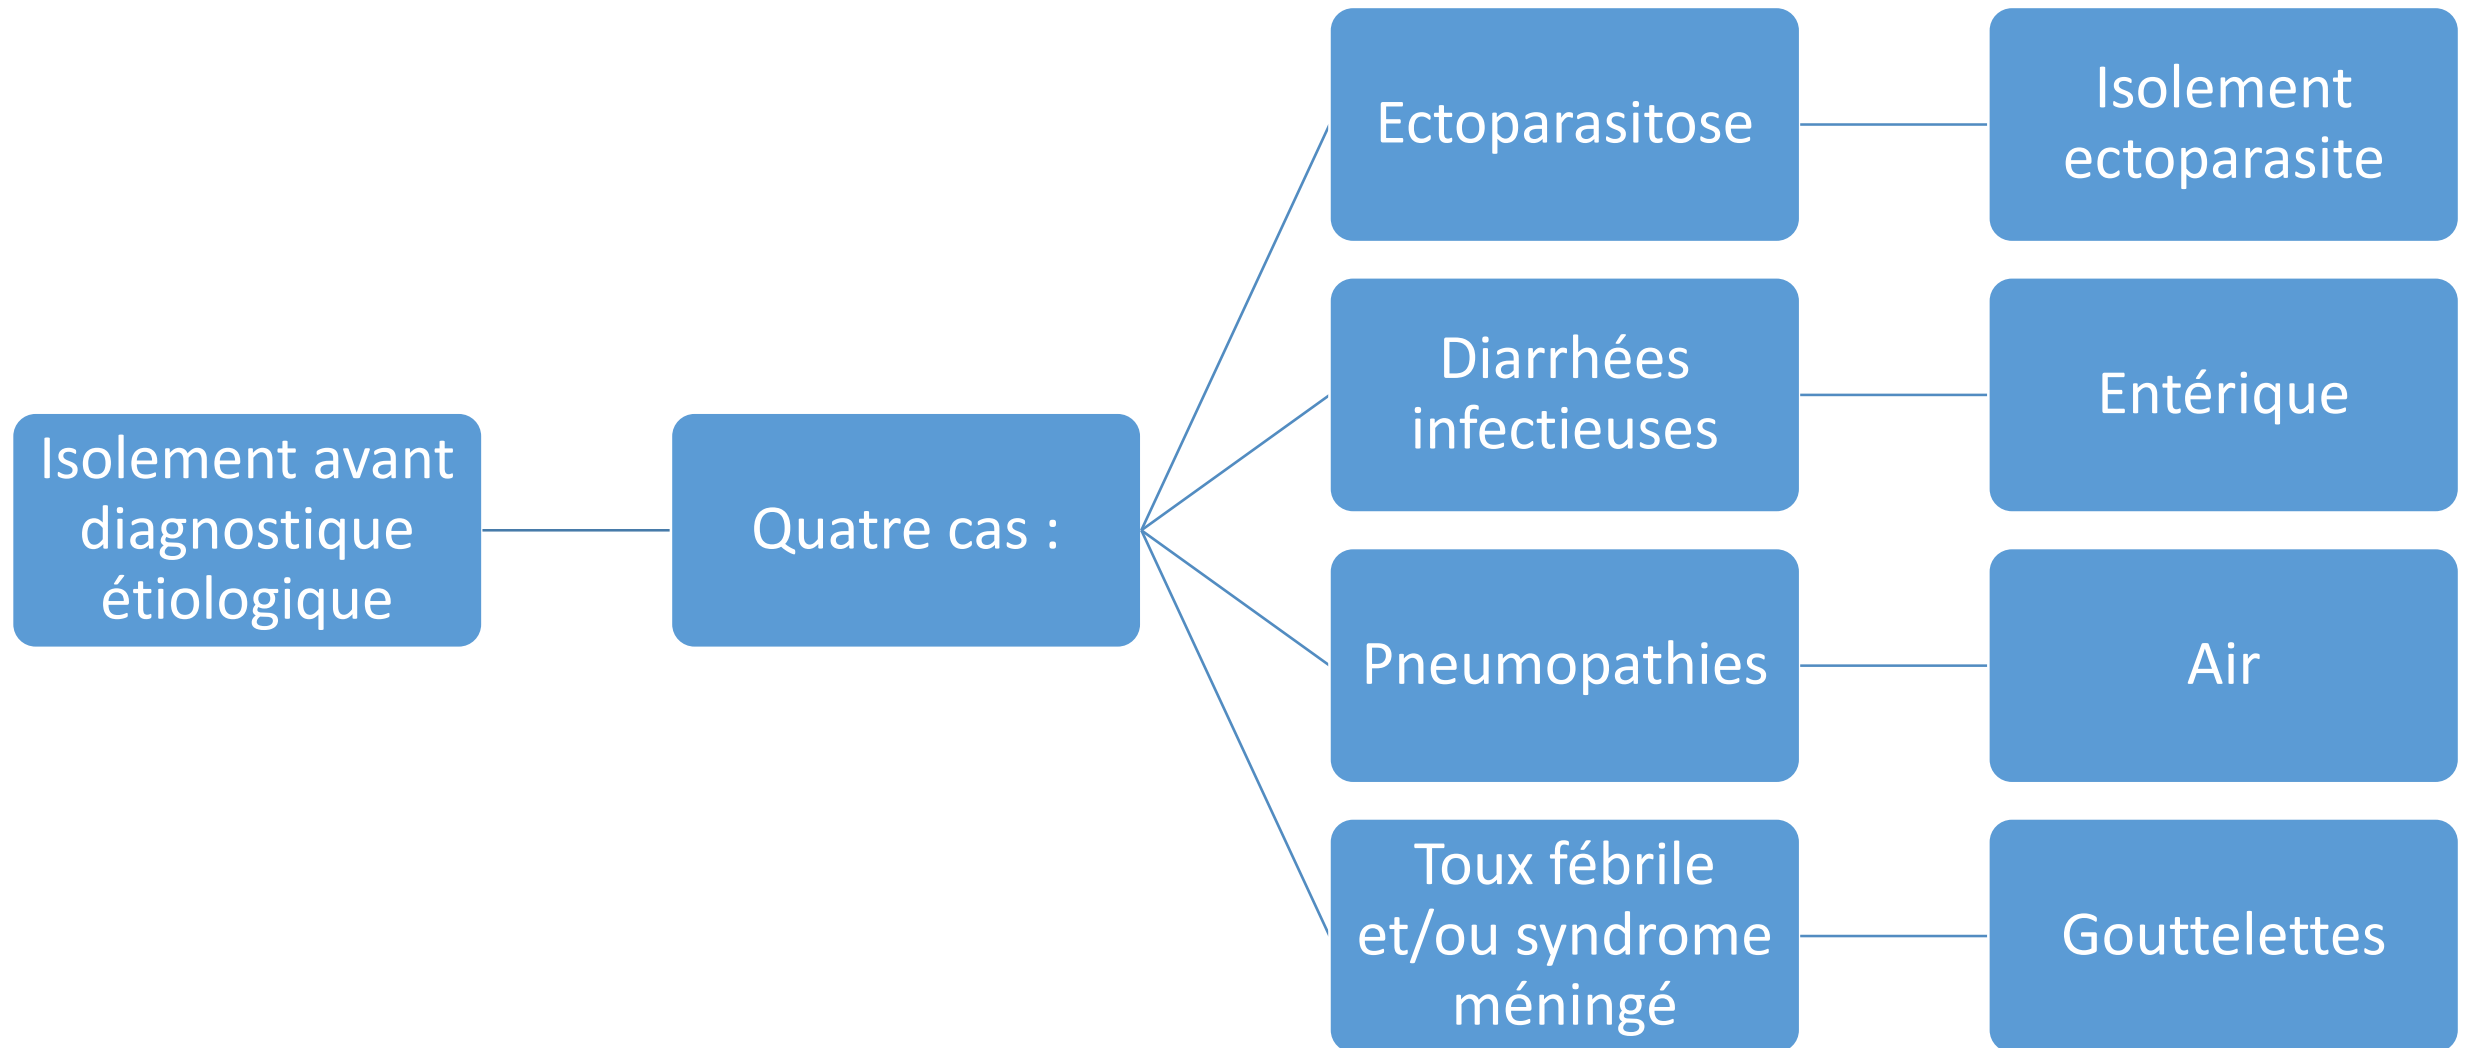 Isolement avant
diagnostique
étiologique
Quatre cas :
Ectoparasitose
Isolement
ectoparasite
Diarrhées
infectieuses
Entérique
Pneumopathies
Air
Toux fébrile
et/ou syndrome
méningé
Gouttelettes